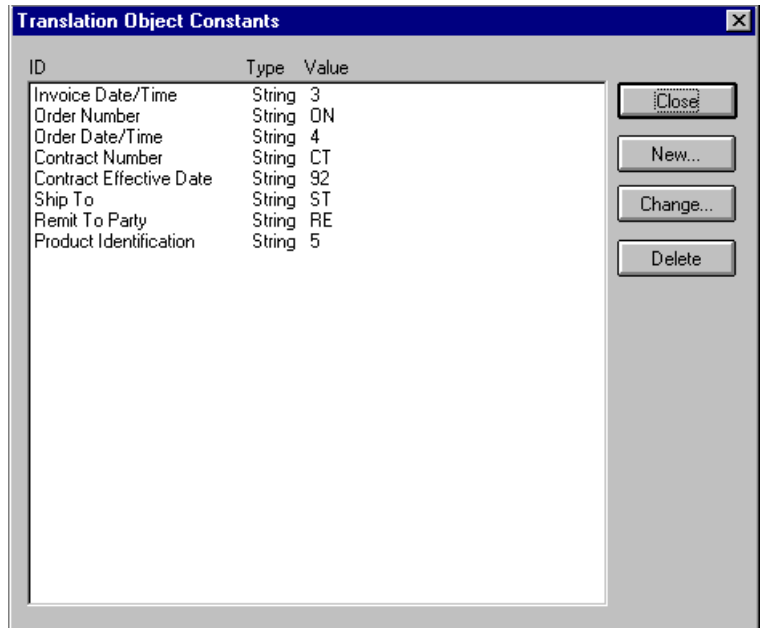 Translation Object Constants
ID Type Value
Invoice Date/Time String 3
Order Number String ON
Order Date/Time String 4
Contract Number String CT
Contract Effective Date String 92
Ship To String ST
Remit To Party String RE
Product Identification String 5
Close
New...
Change...
Delete